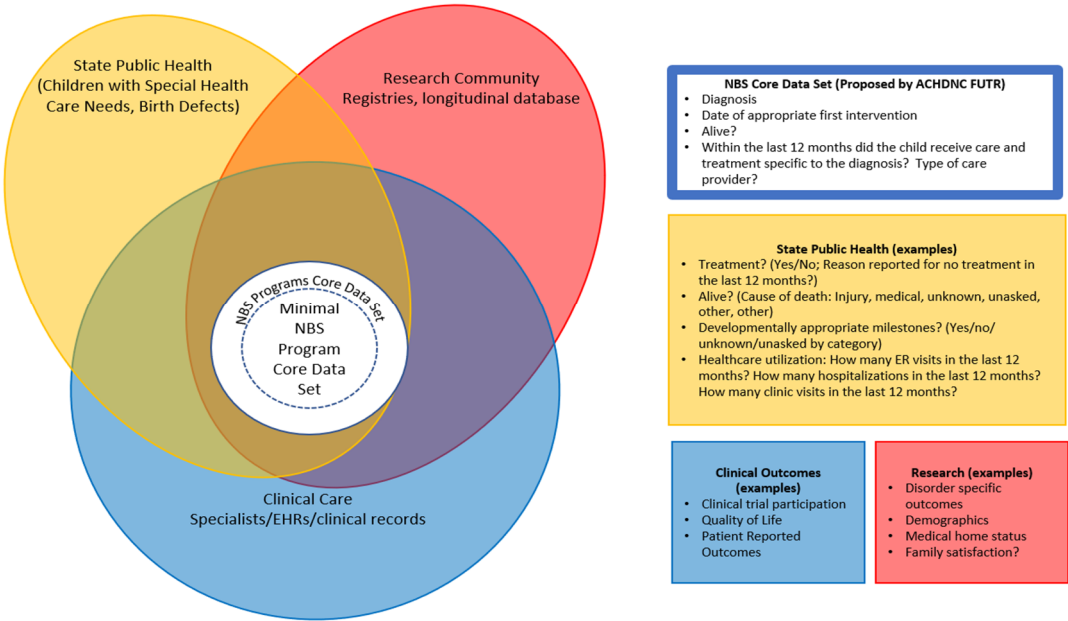 State Public Health
(Children with Special Health
Care Needs, Birth Defects)
Research Community
Registries, longitudinal database
NBS Programs Core Data Set
Minimal
NBS
Program
Core Data
Set
Clinical Care
Specialists/EHRs/clinical records
NBS Core Data Set (Proposed by ACHDNC FUTR)
• Diagnosis
• Date of appropriate first intervention
• Alive?
• Within the last 12 months did the child receive care and
treatment specific to the diagnosis? Type of care
provider?
State Public Health (examples)
• Treatment? (Yes/No; Reason reported for no treatment in
the last 12 months?)
• Alive? (Cause of death: Injury, medical, unknown, unasked,
other, other)
• Developmentally appropriate milestones? (Yes/no/
unknown/unasked by category)
• Healthcare utilization: How many ER visits in the last 12
months? How many hospitalizations in the last 12 months?
How many clinic visits in the last 12 months?
Clinical Outcomes
(examples)
• Clinical trial participation
• Quality of Life
• Patient Reported
Outcomes
Research (examples)
• Disorder specific
outcomes
• Demographics
• Medical home status
• Family satisfaction?